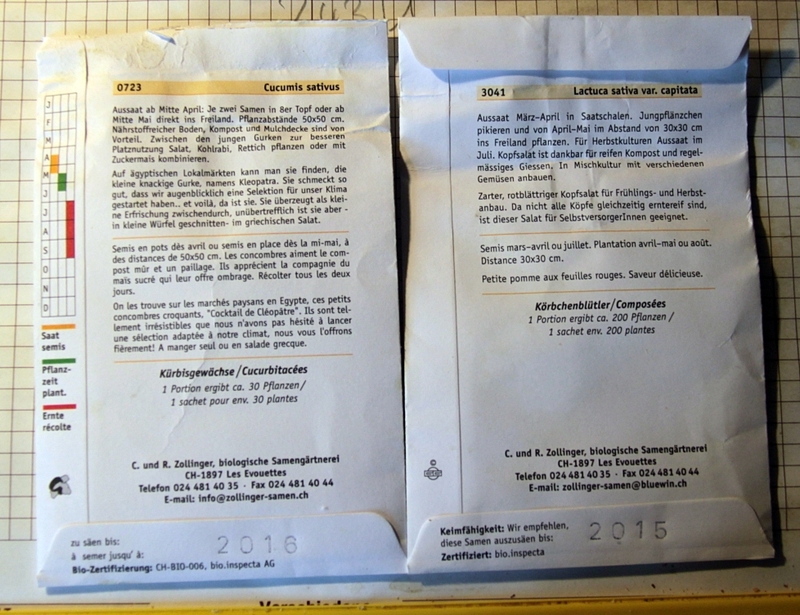 0723 Cucumis sativus
Aussaat ab Mitte April: Je zwei Samen in 8er Topf oder ab
Mitte Mai direkt ins Freiland. Pflanzabstände 50x50 cm.
Nährstoffreicher Boden, Kompost und Mulchdecke sind von
Vorteil. Zwischen den jungen Gurken zur besseren
Platznutzung Salat, Kohlrabi, Rettich pflanzen oder mit
Zuckermais kombinieren.
Auf ägyptischen Lokalmärkten kann man sie finden, die
kleine knackige Gurke, namens Kleopatra. Sie schmeckt so
gut, dass wir augenblicklich eine Selektion für unser Klima
gestartet haben.. et voilà, da ist sie. Sie überzeugt als klei-
ne Erfrischung zwischendurch, unübertrefflich ist sie aber -
in kleine Würfel geschnitten- im griechischen Salat.
Semis en pots dès avril ou semis en place dès la mi-mai, à
des distances de 50x50 cm. Les concombres aiment le com-
post mûr et un paillage. Ils apprécient la compagnie du
maïs sucré qui leur offre ombrage. Récolter tous les deux
jours.
On les trouve sur les marchés paysans en Egypte, ces petits
concombres croquants, "Cocktail de Cléopâtre". Ils sont tel-
lement irrésistibles que nous n'avons pas hésité à lancer
une sélection adaptée à notre climat, nous vous l'offrons
fièrement! A manger seul ou en salade grecque.
Kürbisgewächse/Cucurbitacées
1 Portion ergibt ca. 30 Pflanzen/
1 sachet pour env. 30 plantes
C. und R. Zollinger, biologische Samengärtnerei
CH-1897 Les Evouettes
Telefon 024 481 40 35 · Fax 024 481 40 44
E-mail: info@zollinger-samen.ch
zu säen bis:
à semer jusqu' à:
2016
Bio-Zertifizierung: CH-BIO-006, bio.inspecta AG
J
F
M
A
M
J
J
A
S
O
N
D
Saat
semis
Pflanz-
zeit
plant.
Ernte
récolte
3041 Lactuca sativa var. capitata
Aussaat März–April in Saatschalen. Jungpflänzchen
pikieren und von April-Mai im Abstand von 30x30 cm
ins Freiland pflanzen. Für Herbstkulturen Aussaat im
Juli. Kopfsalat ist dankbar für reifen Kompost und regel-
mässiges Giessen. In Mischkultur mit verschiedenen
Gemüsen anbauen.
Zarter, rotblättriger Kopfsalat für Frühlings- und Herbst-
anbau. Da nicht alle Köpfe gleichzeitig erntereif sind,
ist dieser Salat für SelbstversorgerInnen geeignet.
Semis mars–avril ou juillet. Plantation avril–mai ou août.
Distance 30x30 cm.
Petite pomme aux feuilles rouges. Saveur délicieuse.
Körbchenblütler/Composées
1 Portion ergibt ca. 200 Pflanzen /
1 sachet env. 200 plantes
C. und R. Zollinger, biologische Samengärtnerei
CH-1897 Les Evouettes
Telefon 024 481 40 35 · Fax 024 481 40 44
E-mail: zollinger-samen@bluewin.ch
Keimfähigkeit: Wir empfehlen,
diese Samen auszusäen bis:
2015
Zertifiziert: bio.inspecta